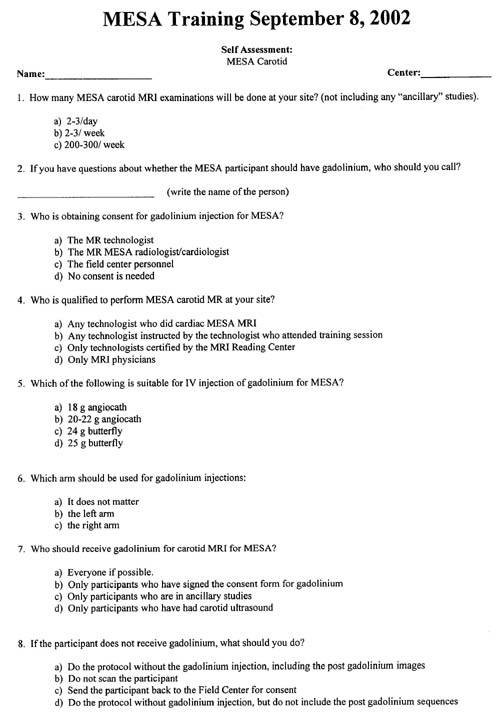 MESA Training September 8, 2002
Self Assessment:
MESA Carotid
Name:____________________ Center:_____________
1. How many MESA carotid MRI examinations will be done at your site? (not including any "ancillary" studies).
a) 2-3/day
b) 2-3/ week
c) 200-300/ week
2. If you have questions about whether the MESA participant should have gadolinium, who should you call?
_________________________ (write the name of the person)
3. Who is obtaining consent for gadolinium injection for MESA?
a) The MR technologist
b) The MR MESA radiologist/cardiologist
c) The field center personnel
d) No consent is needed
4. Who is qualified to perform MESA carotid MR at your site?
a) Any technologist who did cardiac MESA MRI
b) Any technologist instructed by the technologist who attended training session
c) Only technologists certified by the MRI Reading Center
d) Only MRI physicians
5. Which of the following is suitable for IV injection of gadolinium for MESA?
a) 18 g angiocath
b) 20-22 g angiocath
c) 24 g butterfly
d) 25 g butterfly
6. Which arm should be used for gadolinium injections:
a) It does not matter
b) the left arm
c) the right arm
7. Who should receive gadolinium for carotid MRI for MESA?
a) Everyone if possible.
b) Only participants who have signed the consent form for gadolinium
c) Only participants who are in ancillary studies
d) Only participants who have had carotid ultrasound
8. If the participant does not receive gadolinium, what should you do?
a) Do the protocol without the gadolinium injection, including the post gadolinium images
b) Do not scan the participant
c) Send the participant back to the Field Center for consent
d) Do the protocol without gadolinium injection, but do not include the post gadolinium sequences